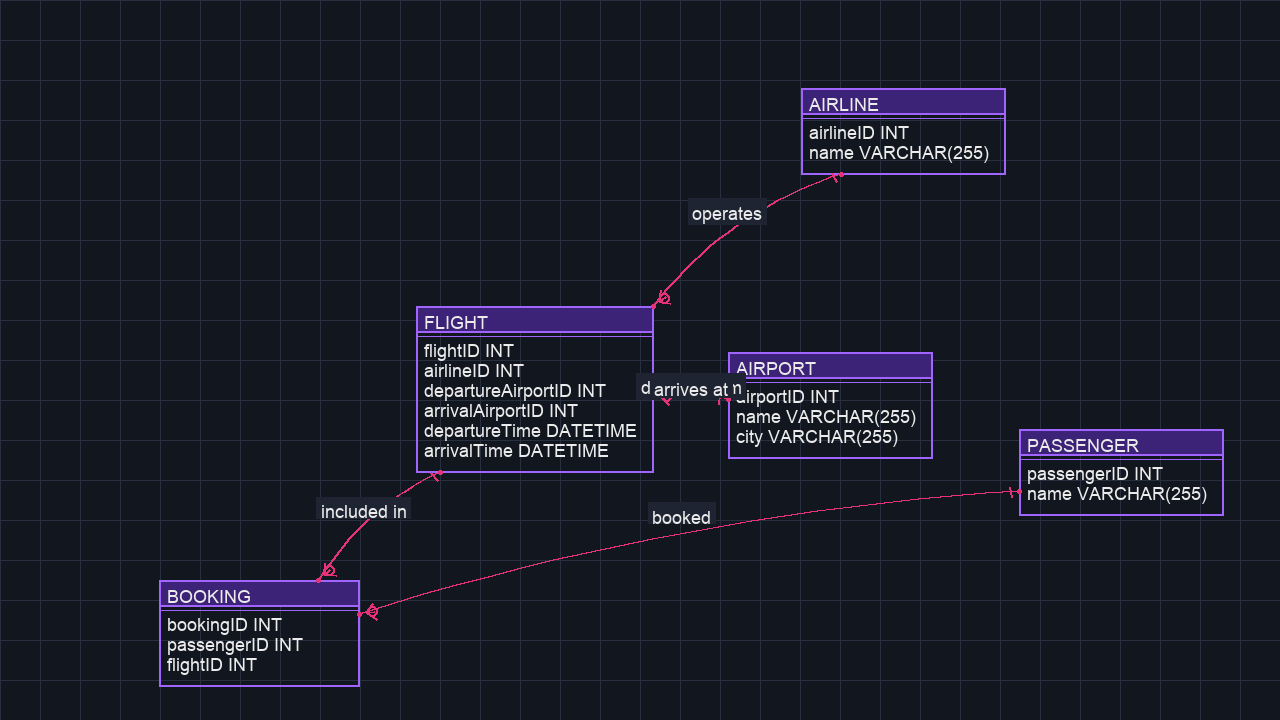 AIRLINE
airlineID INT
name VARCHAR(255)
operates
FLIGHT
flightID INT
airlineID INT
departureAirportID INT
arrivalAirportID INT
departureTime DATETIME
arrivalTime DATETIME
arrives at
AIRPORT
airportID INT
name VARCHAR(255)
city VARCHAR(255)
PASSENGER
passengerID INT
name VARCHAR(255)
included in
booked
BOOKING
bookingID INT
passengerID INT
flightID INT